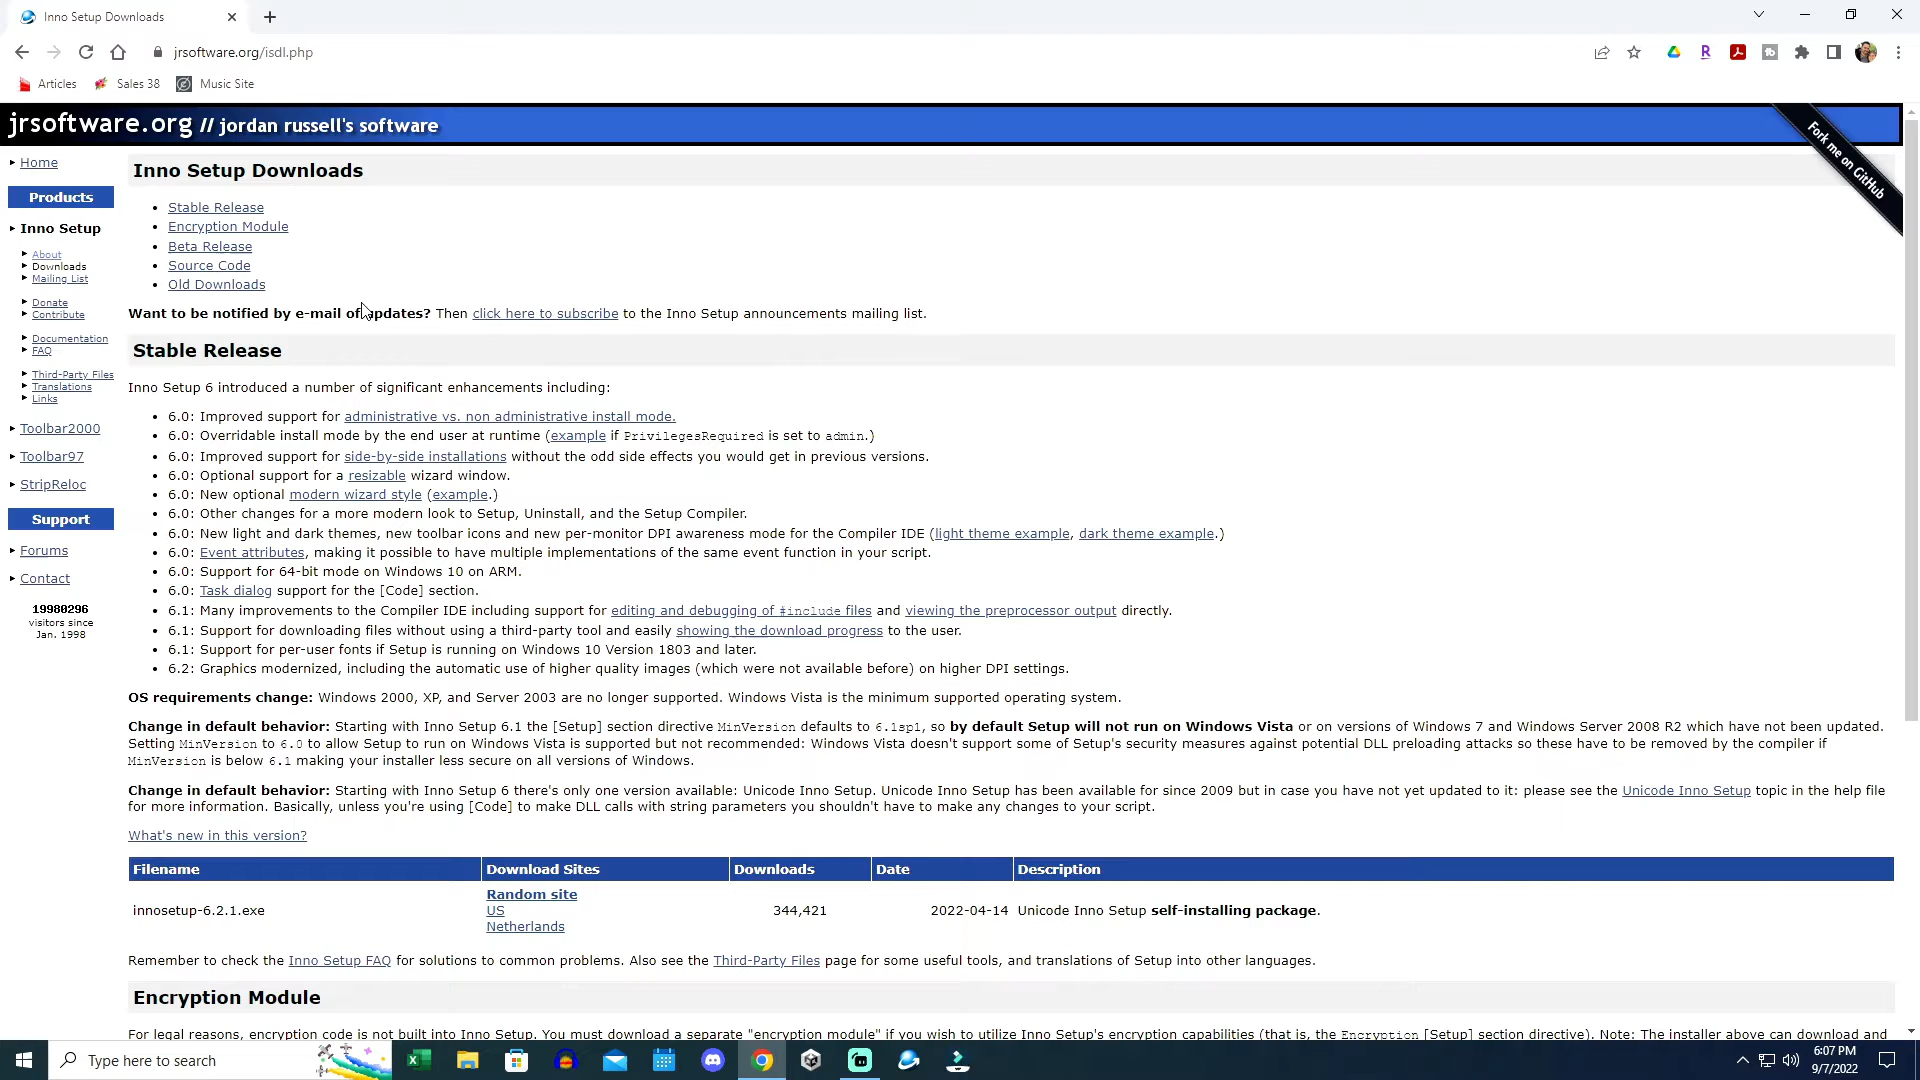 Inno Setup Downloads
jrsoftware.org/isdl.php
Articles
Sales 38
Music Site
jrsoftware.org // jordan russell's software
Fork me on GitHub
Home
Products
Inno Setup
About
Downloads
Mailing List
Donate
Contribute
Documentation
FAQ
Third-Party Files
Translations
Links
Toolbar2000
Toolbar97
StripReloc
Support
Forums
Contact
19980296
visitors since
Jan. 1998
Inno Setup Downloads
Stable Release
Encryption Module
Beta Release
Source Code
Old Downloads
Want to be notified by e-mail of updates? Then click here to subscribe to the Inno Setup announcements mailing list.
Stable Release
Inno Setup 6 introduced a number of significant enhancements including:
6.0: Improved support for administrative vs. non administrative install mode.
6.0: Overridable install mode by the end user at runtime (example if PrivilegesRequired is set to admin.)
6.0: Improved support for side-by-side installations without the odd side effects you would get in previous versions.
6.0: Optional support for a resizable wizard window.
6.0: New optional modern wizard style (example.)
6.0: Other changes for a more modern look to Setup, Uninstall, and the Setup Compiler.
6.0: New light and dark themes, new toolbar icons and new per-monitor DPI awareness mode for the Compiler IDE (light theme example, dark theme example.)
6.0: Event attributes, making it possible to have multiple implementations of the same event function in your script.
6.0: Support for 64-bit mode on Windows 10 on ARM.
6.0: Task dialog support for the [Code] section.
6.1: Many improvements to the Compiler IDE including support for editing and debugging of #include files and viewing the preprocessor output directly.
6.1: Support for downloading files without using a third-party tool and easily showing the download progress to the user.
6.1: Support for per-user fonts if Setup is running on Windows 10 Version 1803 and later.
6.2: Graphics modernized, including the automatic use of higher quality images (which were not available before) on higher DPI settings.
OS requirements change: Windows 2000, XP, and Server 2003 are no longer supported. Windows Vista is the minimum supported operating system.
Change in default behavior: Starting with Inno Setup 6.1 the [Setup] section directive MinVersion defaults to 6.1sp1, so by default Setup will not run on Windows Vista or on versions of Windows 7 and Windows Server 2008 R2 which have not been updated.
Setting MinVersion to 6.0 to allow Setup to run on Windows Vista is supported but not recommended: Windows Vista doesn't support some of Setup's security measures against potential DLL preloading attacks so these have to be removed by the compiler if
MinVersion is below 6.1 making your installer less secure on all versions of Windows.
Change in default behavior: Starting with Inno Setup 6 there's only one version available: Unicode Inno Setup. Unicode Inno Setup has been available for since 2009 but in case you have not yet updated to it: please see the Unicode Inno Setup topic in the help file
for more information. Basically, unless you're using [Code] to make DLL calls with string parameters you shouldn't have to make any changes to your script.
What's new in this version?
Filename Download Sites Downloads Date Description
Random site
innosetup-6.2.1.exe US 344,421 2022-04-14 Unicode Inno Setup self-installing package.
Netherlands
Remember to check the Inno Setup FAQ for solutions to common problems. Also see the Third-Party Files page for some useful tools, and translations of Setup into other languages.
Encryption Module
For legal reasons, encryption code is not built into Inno Setup. You must download a separate "encryption module" if you wish to utilize Inno Setup's encryption capabilities (that is, the Encryption [Setup] section directive). Note: The installer above can download and
Type here to search
6:07 PM
9/7/2022